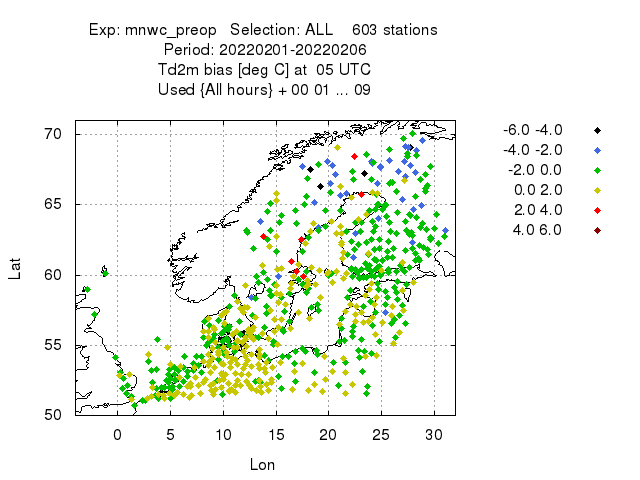 Exp: mnwc_preop Selection: ALL 603 stations
Period: 20220201-20220206
Td2m bias [deg C] at 05 UTC
Used {All hours} + 00 01 ... 09
-6.0 -4.0
-4.0 -2.0
-2.0 0.0
0.0 2.0
2.0 4.0
4.0 6.0
70
65
60
55
50
Lat
0 5 10 15 20 25 30
Lon